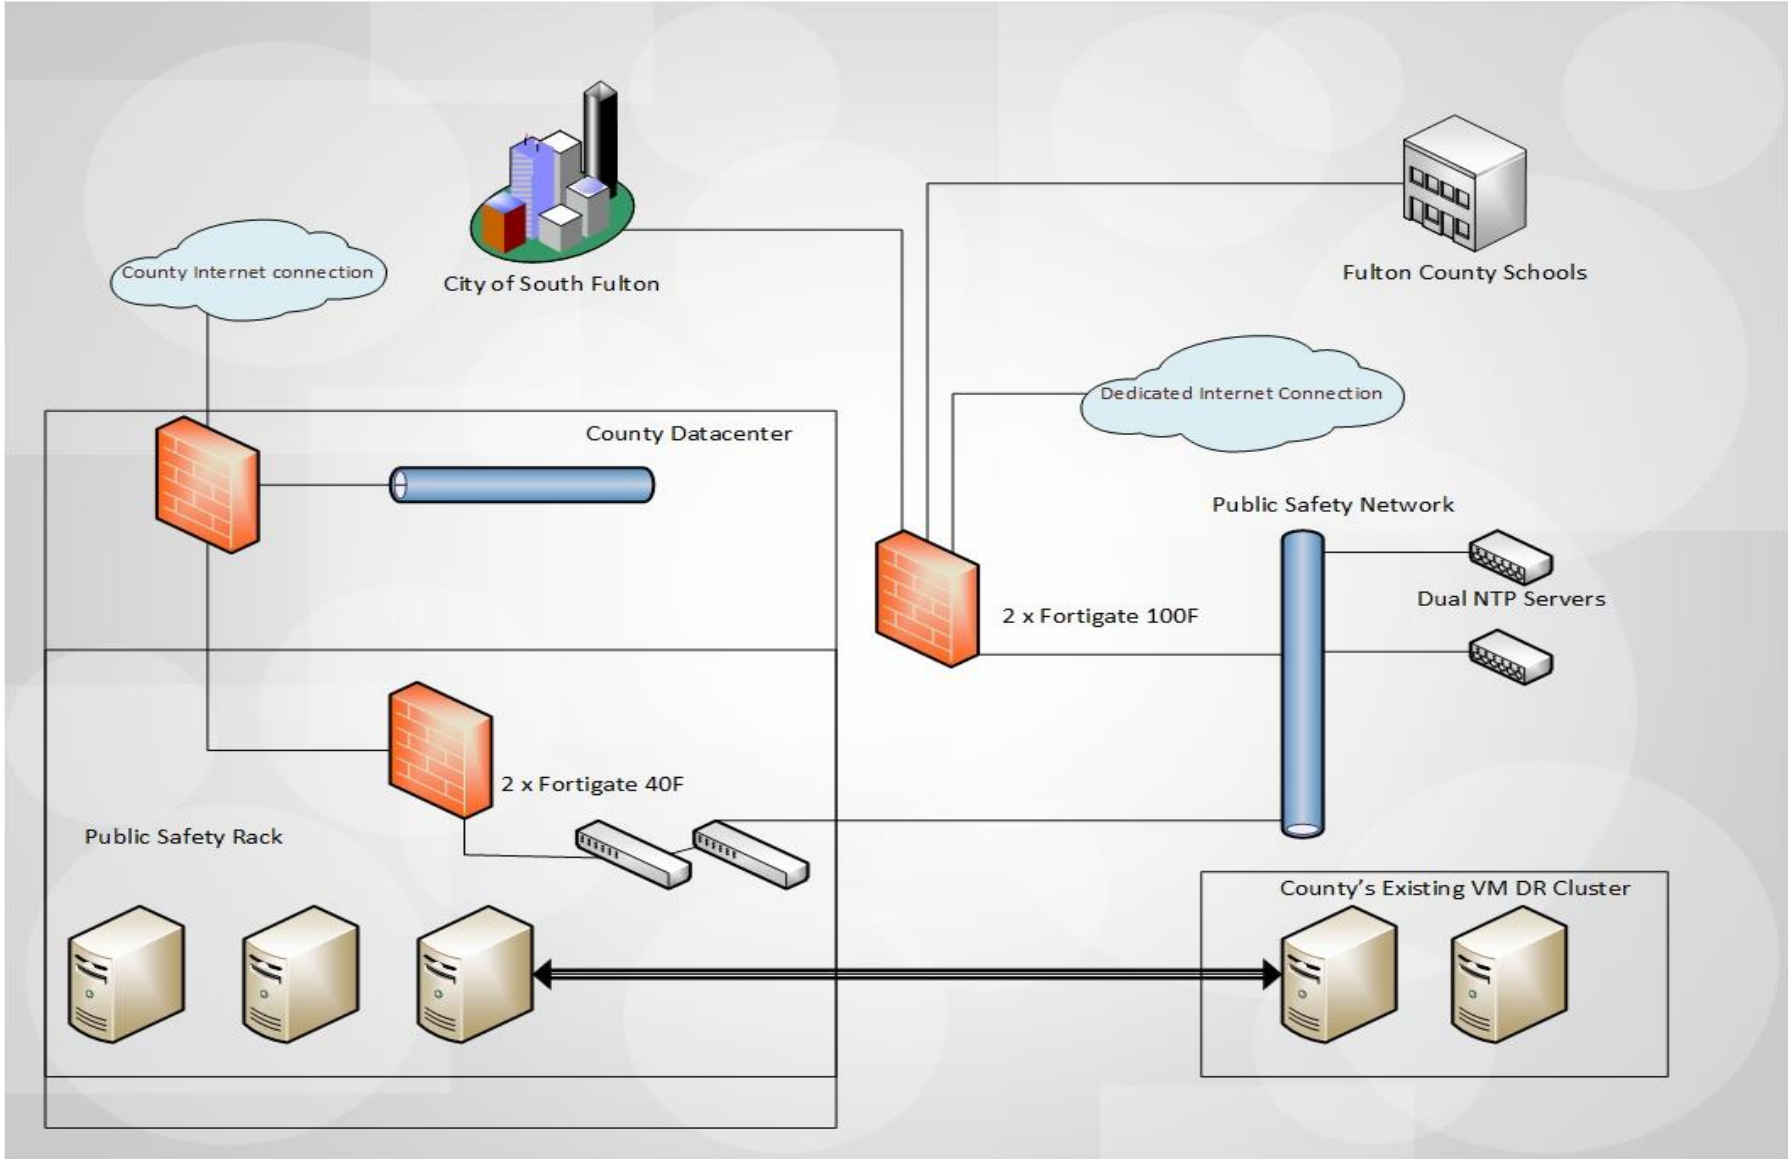 County Internet connection
City of South Fulton
Fulton County Schools
Dedicated Internet Connection
County Datacenter
Public Safety Network
Dual NTP Servers
2 x Fortigate 100F
2 x Fortigate 40F
Public Safety Rack
County's Existing VM DR Cluster